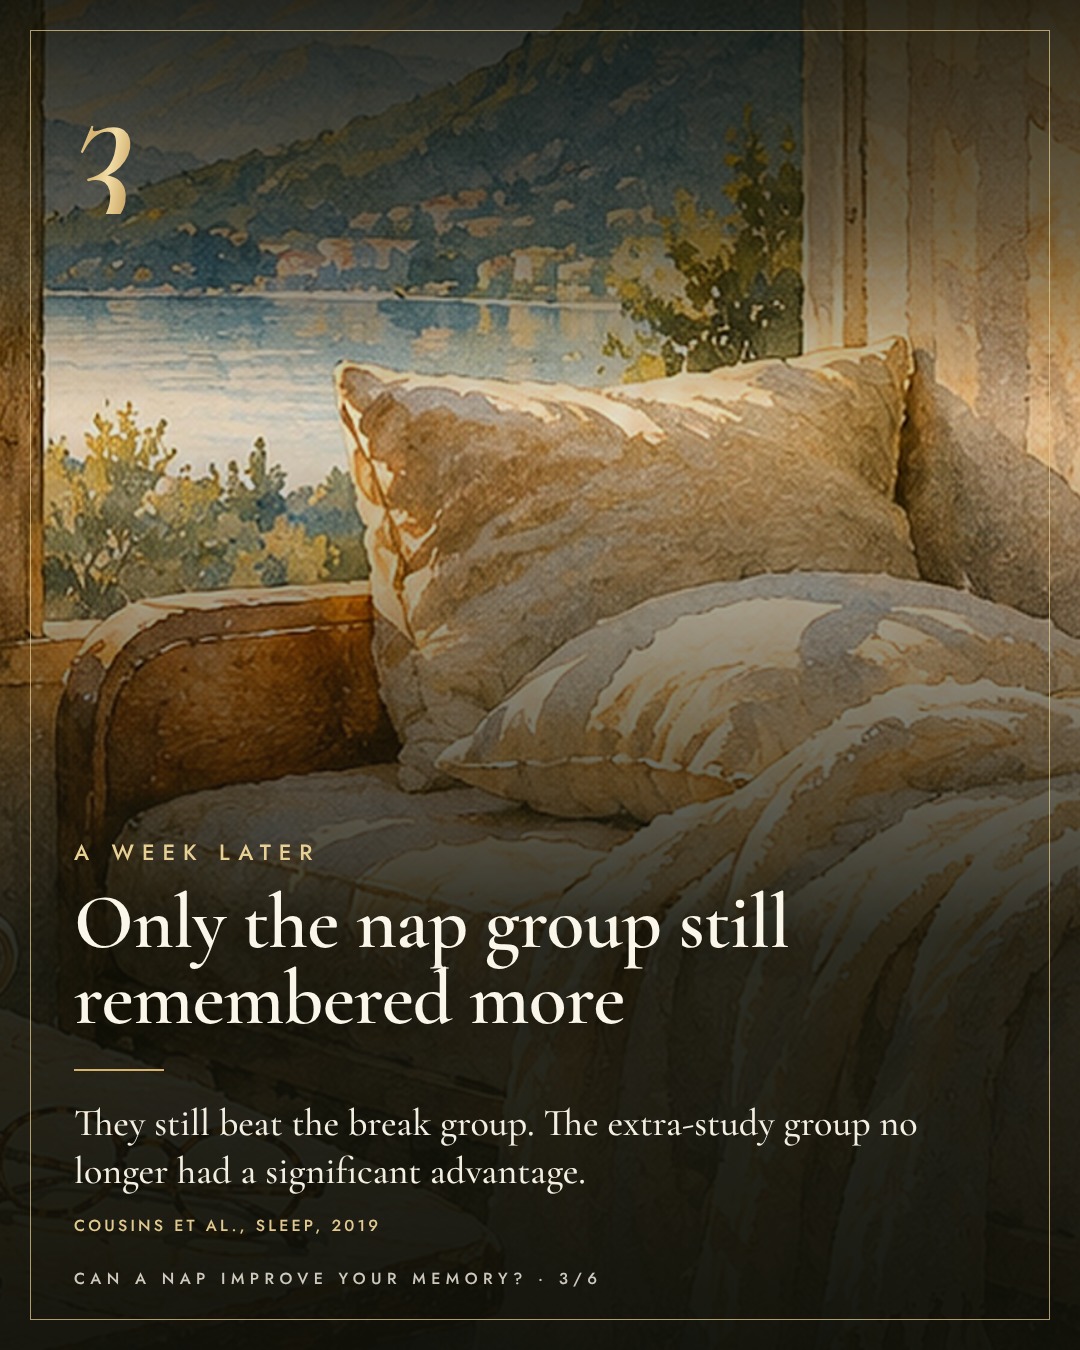 3
A WEEK LATER
Only the nap group still
remembered more
They still beat the break group. The extra-study group no
longer had a significant advantage.
COUSINS ET AL., SLEEP, 2019
CAN A NAP IMPROVE YOUR MEMORY? · 3/6